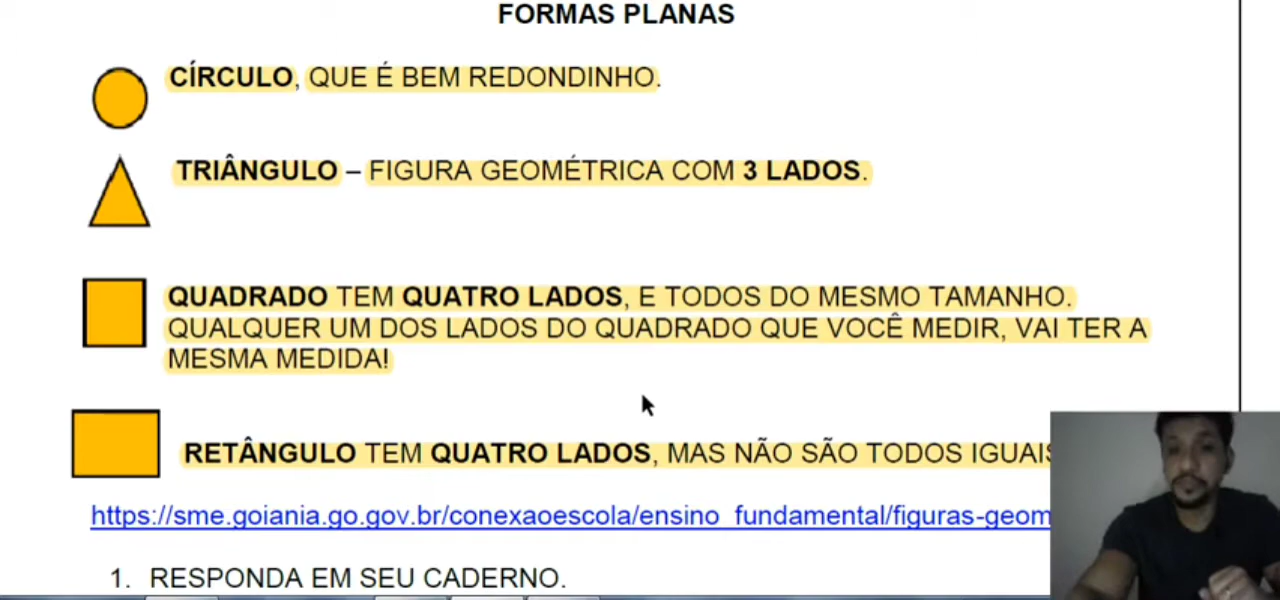 FORMAS PLANAS
CÍRCULO, QUE É BEM REDONDINHO.
TRIÂNGULO – FIGURA GEOMÉTRICA COM 3 LADOS.
QUADRADO TEM QUATRO LADOS, E TODOS DO MESMO TAMANHO.
QUALQUER UM DOS LADOS DO QUADRADO QUE VOCÊ MEDIR, VAI TER A
MESMA MEDIDA!
RETÂNGULO TEM QUATRO LADOS, MAS NÃO SÃO TODOS IGUAIS
https://sme.goiania.go.gov.br/conexaoescola/ensino_fundamental/figuras-geom
1. RESPONDA EM SEU CADERNO.